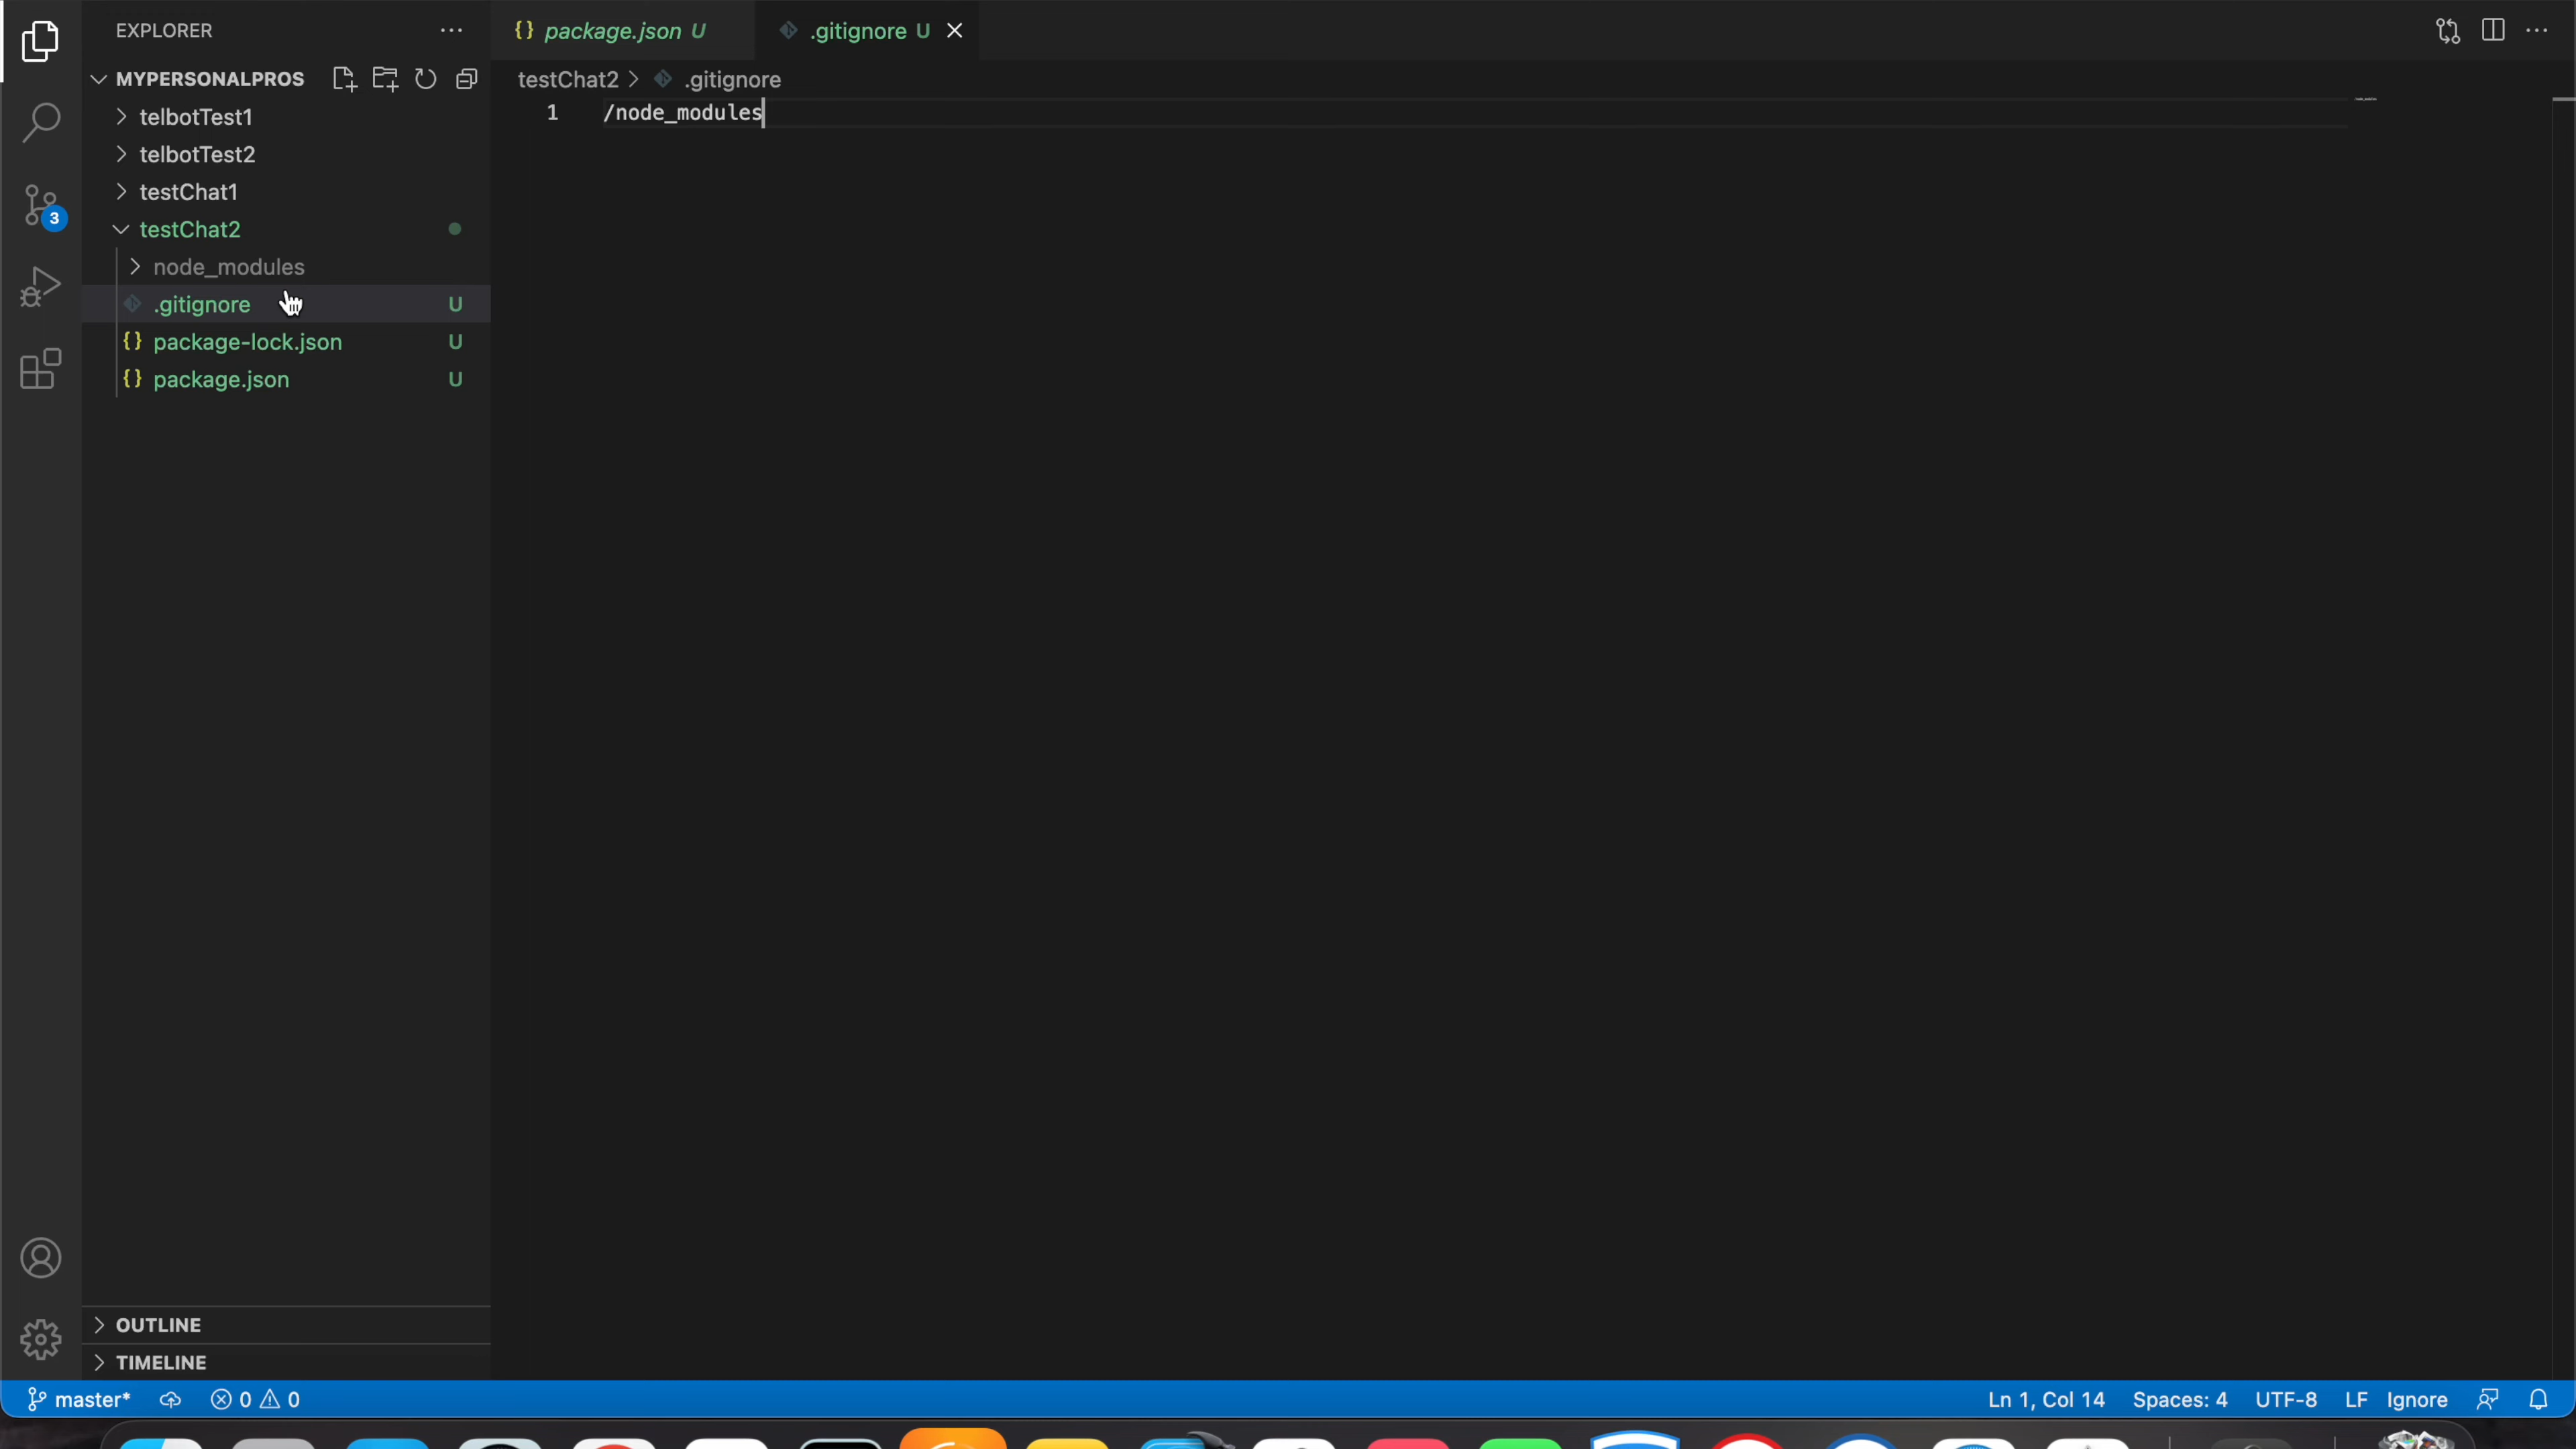 EXPLORER
MYPERSONALPROS
telbotTest1
telbotTest2
testChat1
testChat2
node_modules
.gitignore U
package-lock.json U
package.json U
3
OUTLINE
TIMELINE
{} package.json U
.gitignore U
testChat2 > .gitignore
1 /node_modules
master* 0 0
Ln 1, Col 14 Spaces: 4 UTF-8 LF Ignore